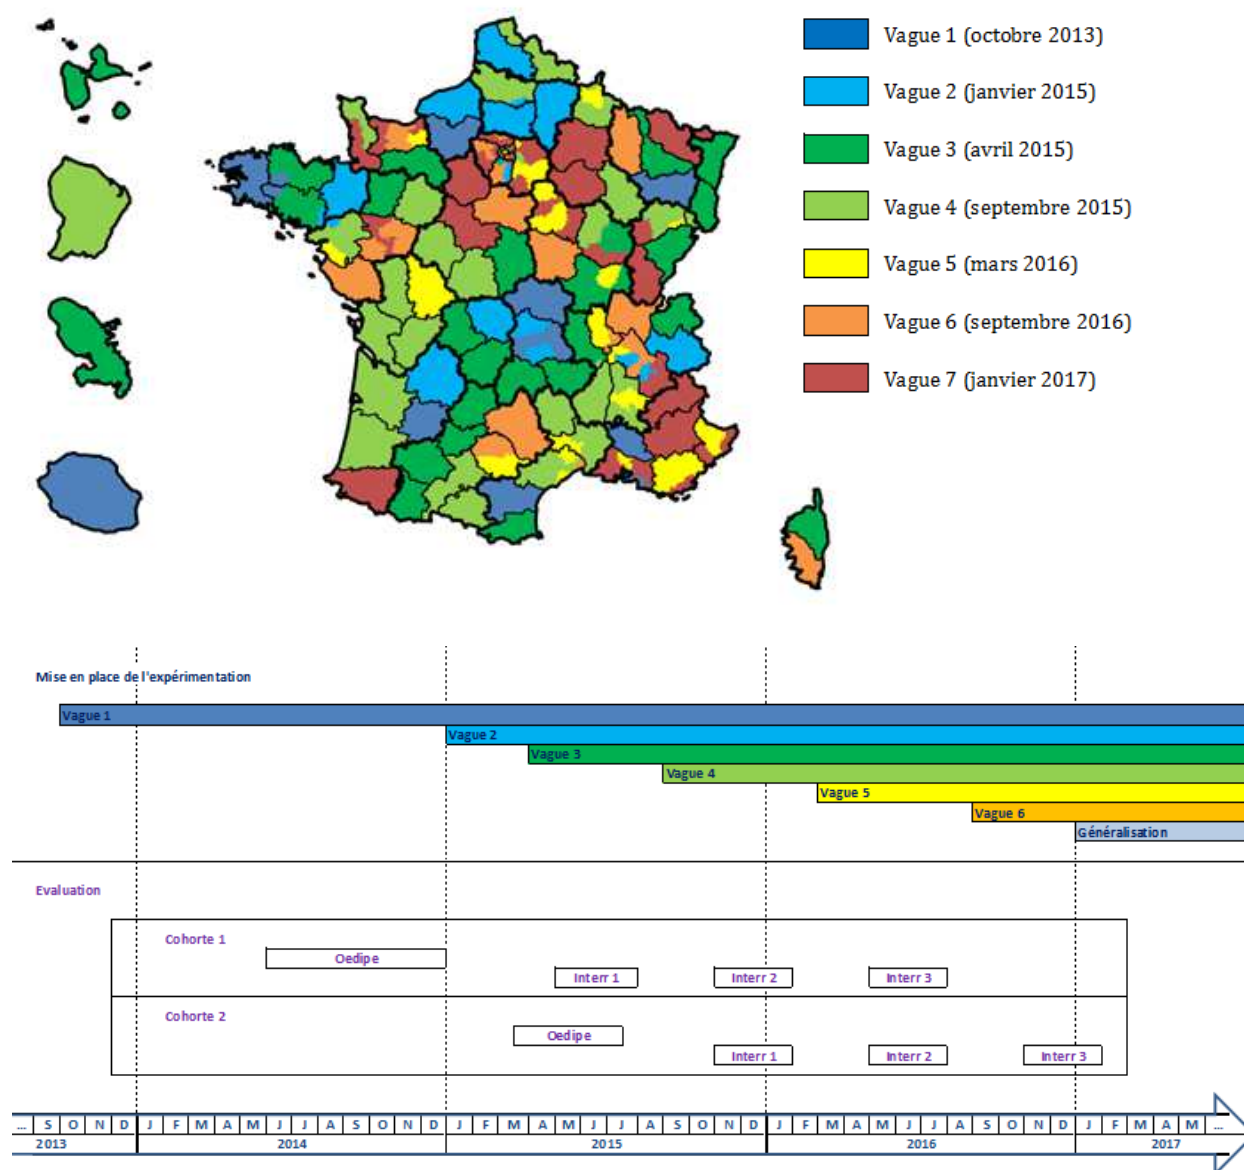 Vague 1 (octobre 2013)
Vague 2 (janvier 2015)
Vague 3 (avril 2015)
Vague 4 (septembre 2015)
Vague 5 (mars 2016)
Vague 6 (septembre 2016)
Vague 7 (janvier 2017)
Mise en place de l'expérimentation
Vague 1
Vague 2
Vague 3
Vague 4
Vague 5
Vague 6
Généralisation
Evaluation
Cohorte 1
Oedipe
Interr 1 Interr 2 Interr 3
Cohorte 2
Oedipe
Interr 1 Interr 2 Interr 3
... S O N D J F M A M J J A S O N D J F M A M J J A S O N D J F M A M J J A S O N D J F M A M ...
2013 2014 2015 2016 2017